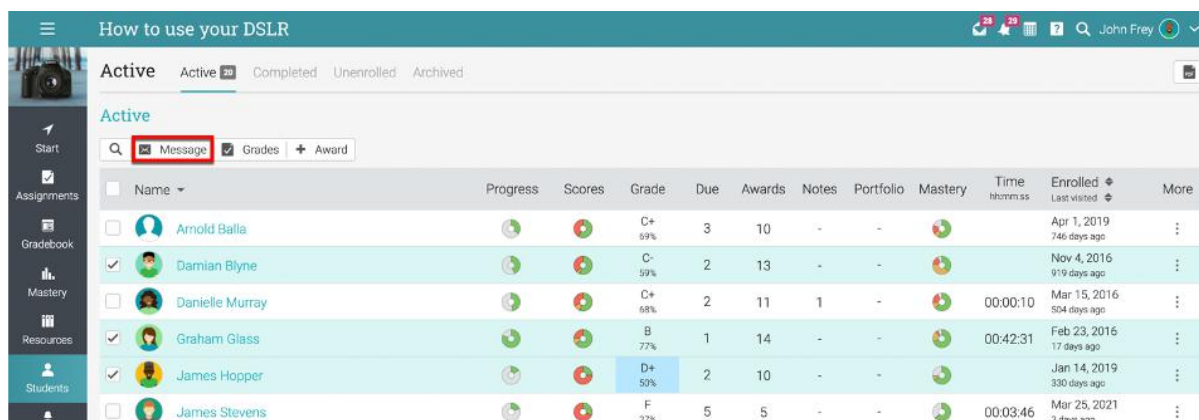 How to use your DSLR
28 29
John Frey
Active Active 20 Completed Unenrolled Archived
Active
Message Grades + Award
Name Progress Scores Grade Due Awards Notes Portfolio Mastery Time hh:mm:ss Enrolled Last visited More
Arnold Balla C+ 69% 3 10 - - Apr 1, 2019 746 days ago
Damian Blyne C- 59% 2 13 - - Nov 4, 2016 919 days ago
Danielle Murray C+ 68% 2 11 1 - 00:00:10 Mar 15, 2016 504 days ago
Graham Glass B 77% 1 14 - - 00:42:31 Feb 23, 2016 17 days ago
James Hopper D+ 50% 2 10 - - Jan 14, 2019 330 days ago
James Stevens F 5 5 - - 00:03:46 Mar 25, 2021
Start
Assignments
Gradebook
Mastery
Resources
Students